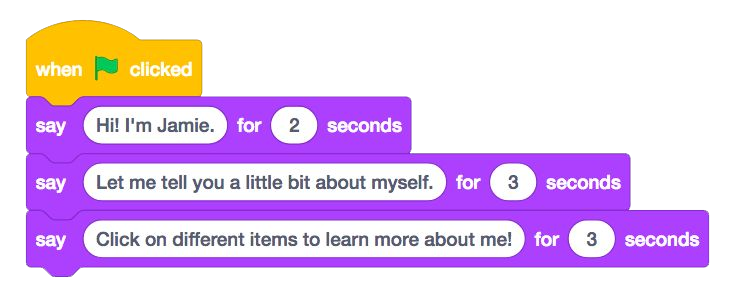 when clicked
say Hi! I'm Jamie. for 2 seconds
say Let me tell you a little bit about myself. for 3 seconds
say Click on different items to learn more about me! for 3 seconds